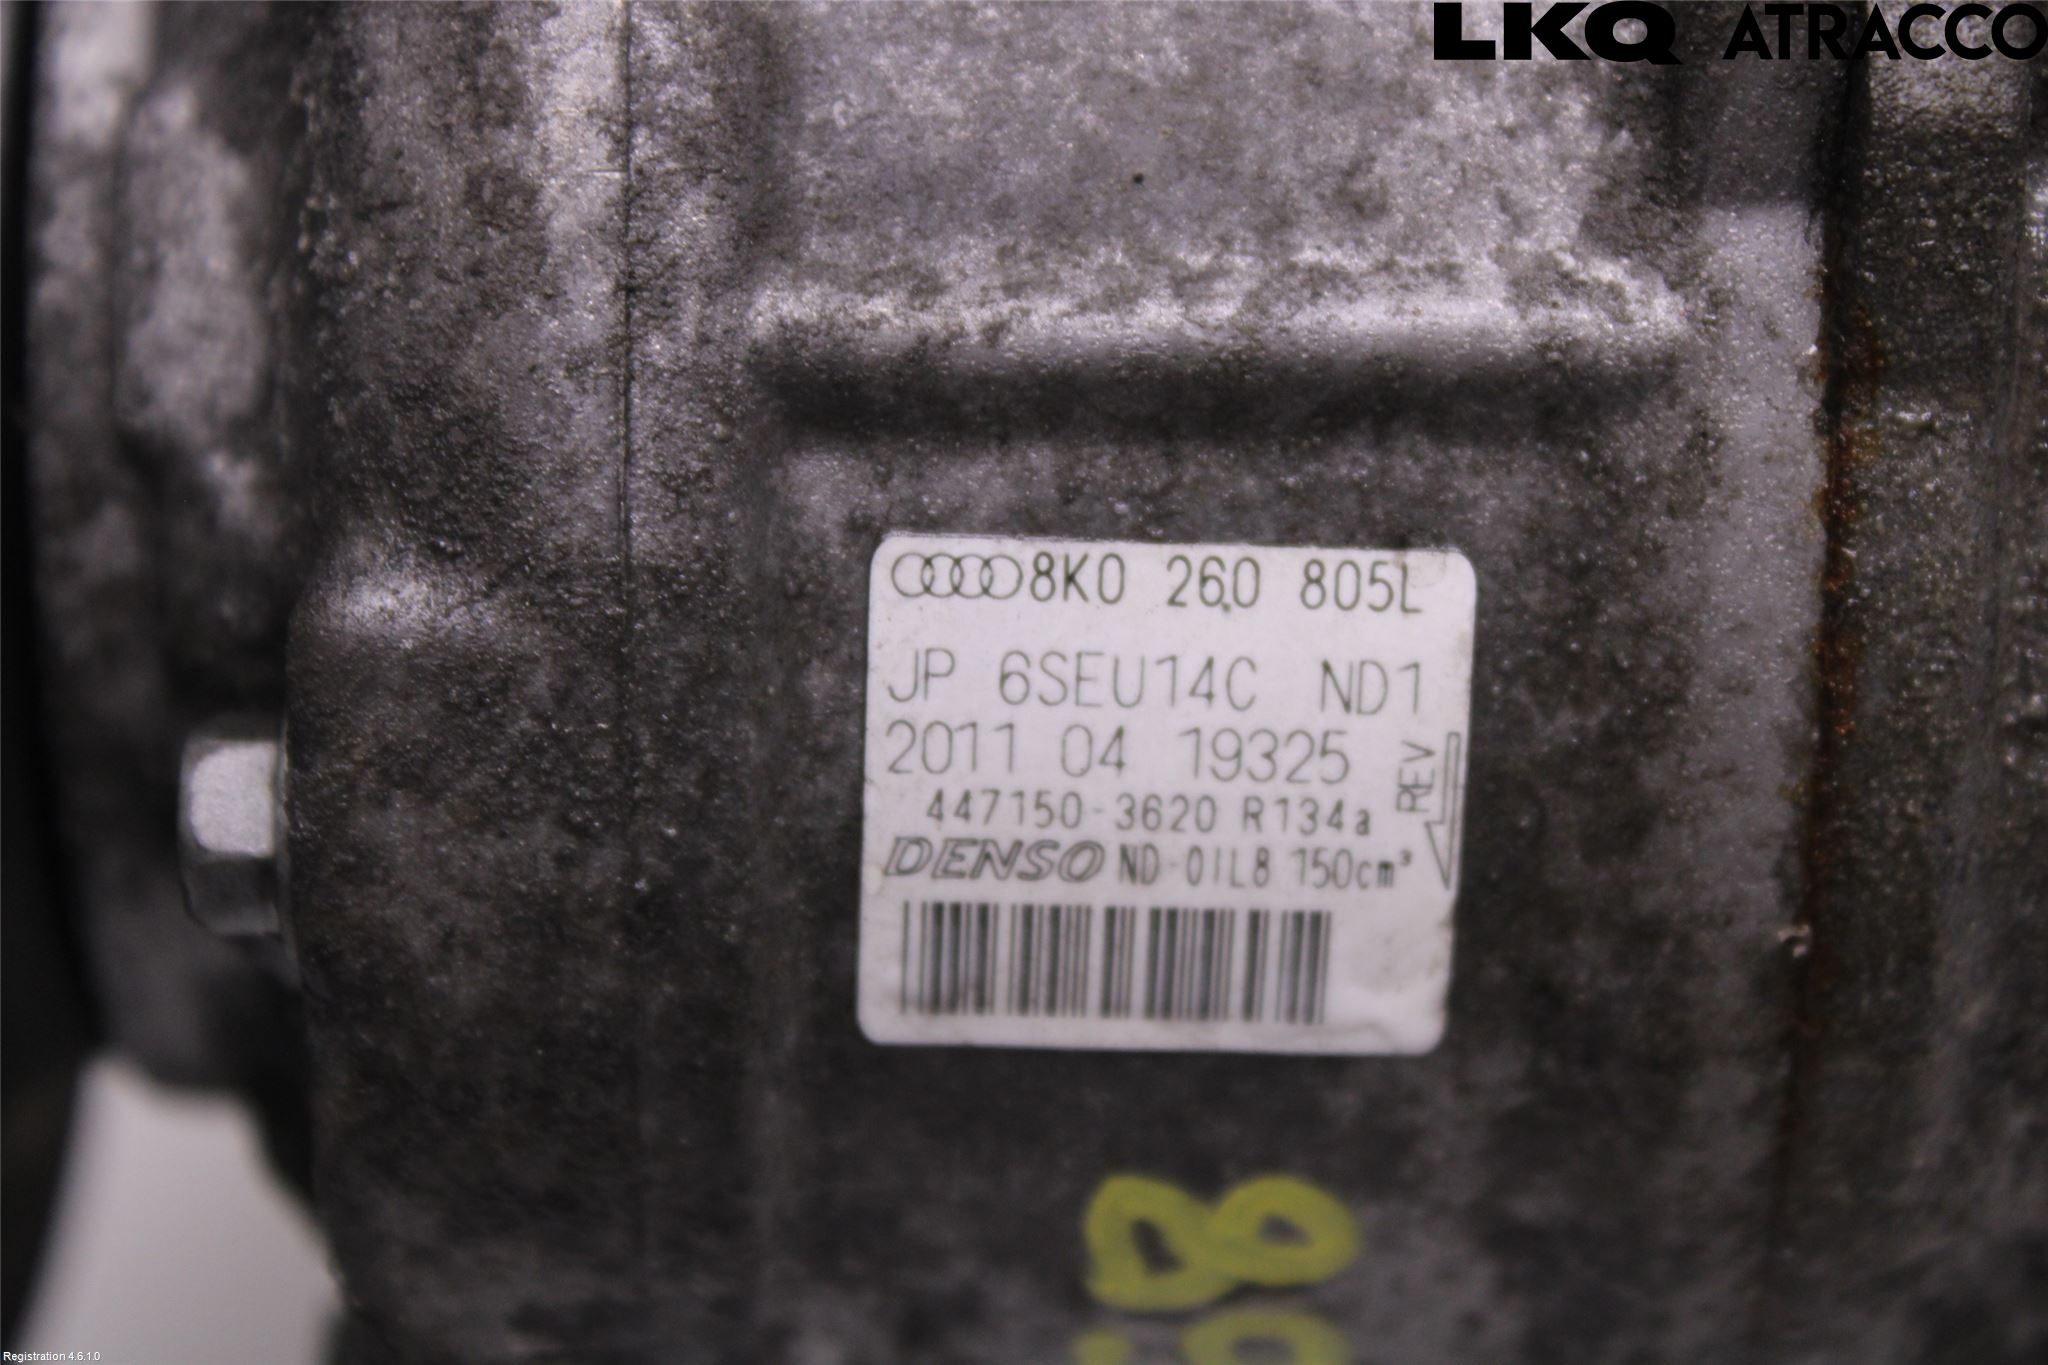 LKQ ATRACCO
8K0 260 805L
JP 6SEU14C ND1
2011 04 19325
REV
447150-3620 R134a
DENSO ND-OIL8 150cm³
8
Registration 4.6.1.0